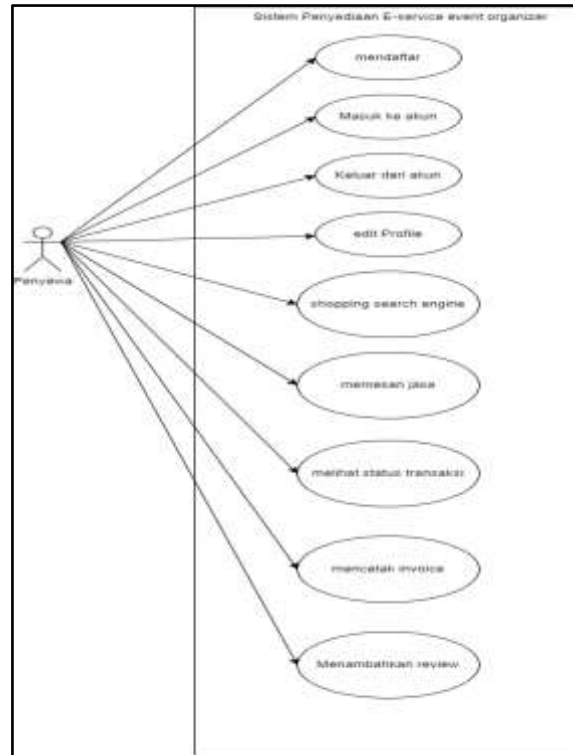 Sistem Penyediaan E-service event organizer
mendaftar
Masuk ke akun
Keluar dari akun
edit Profile
Penyewa
shopping search engine
memesan jasa
melihat status transaksi
mencetak invoice
Menambahkan review